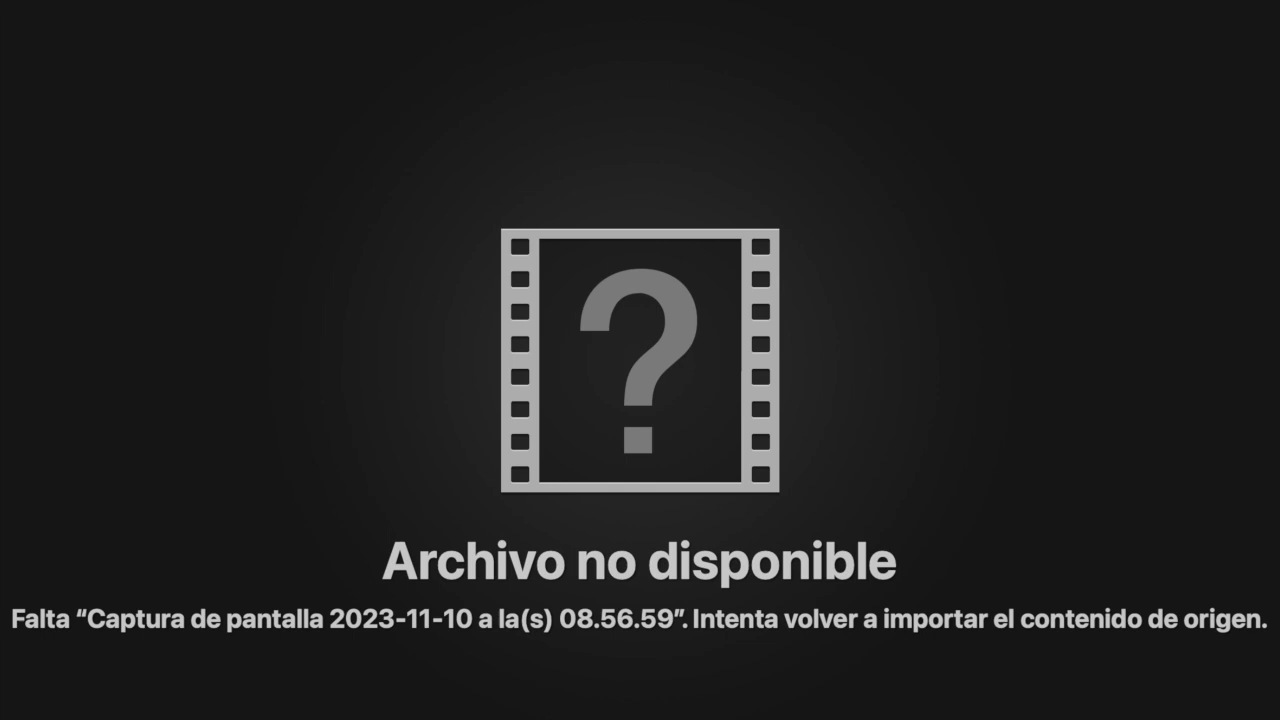 ?
Archivo no disponible
Falta “Captura de pantalla 2023-11-10 a la(s) 08.56.59”. Intenta volver a importar el contenido de origen.